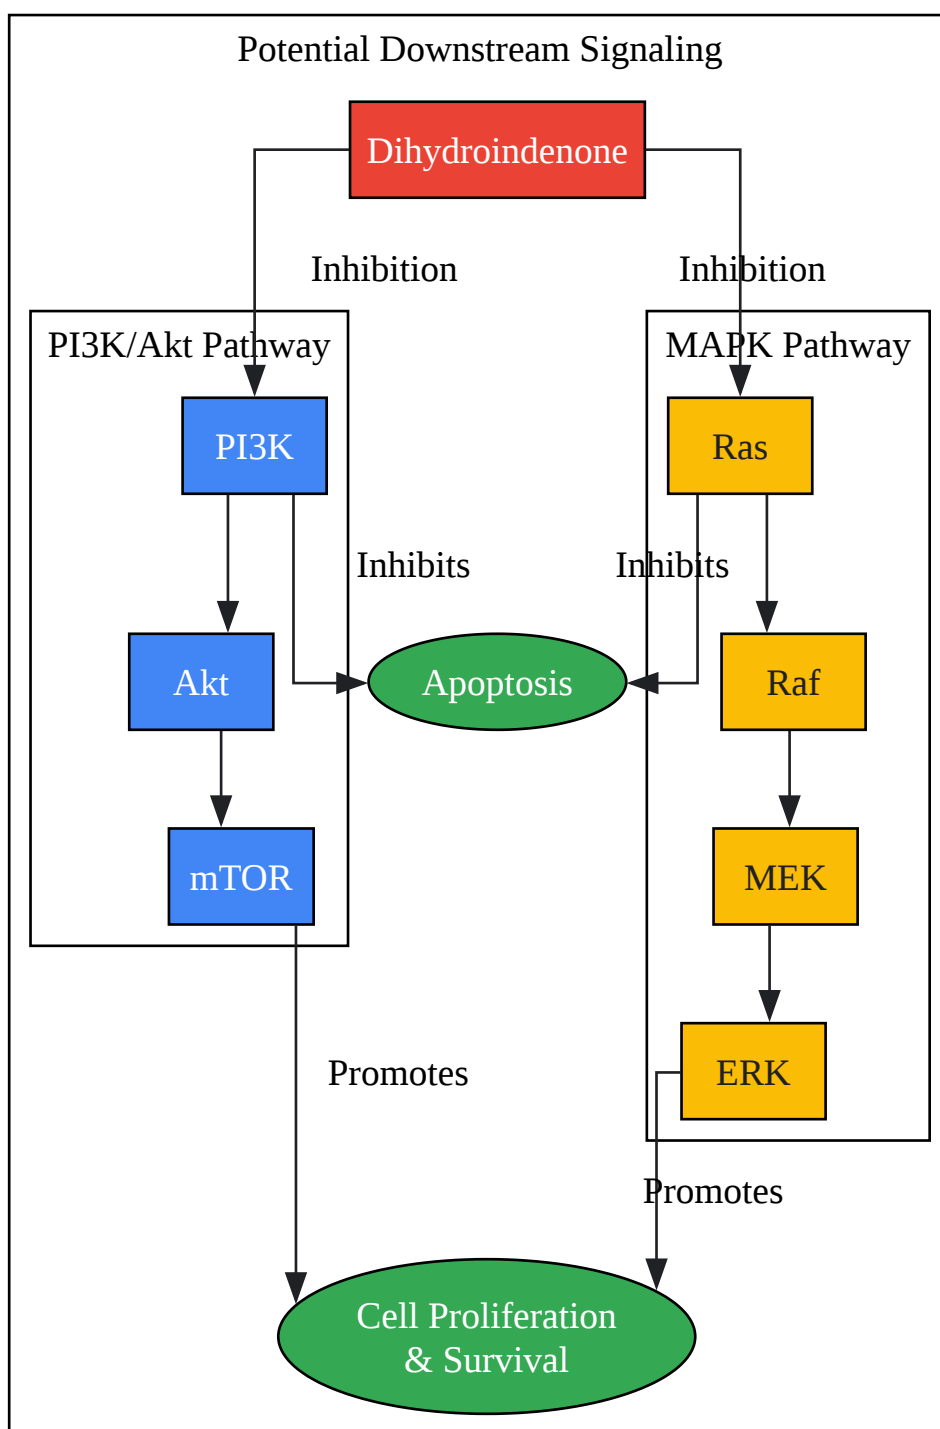 Potential Downstream Signaling
Dihydroindenone
Inhibition
Inhibition
PI3K/Akt Pathway
MAPK Pathway
PI3K
Ras
Inhibits
Inhibits
Akt
Apoptosis
Raf
mTOR
MEK
Promotes
ERK
Promotes
Cell Proliferation
& Survival